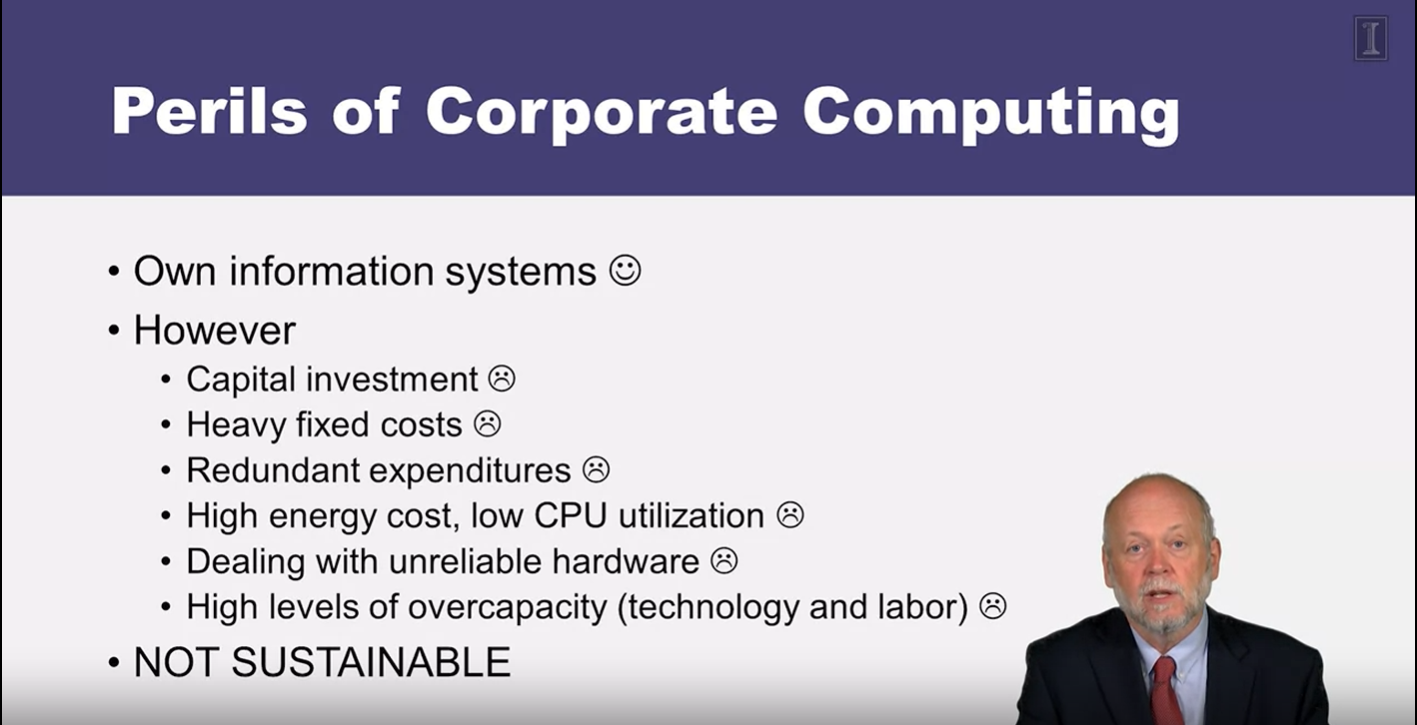 I
Perils of Corporate Computing
• Own information systems ☺
• However
• Capital investment ☹
• Heavy fixed costs ☹
• Redundant expenditures ☹
• High energy cost, low CPU utilization ☹
• Dealing with unreliable hardware ☹
• High levels of overcapacity (technology and labor) ☹
• NOT SUSTAINABLE